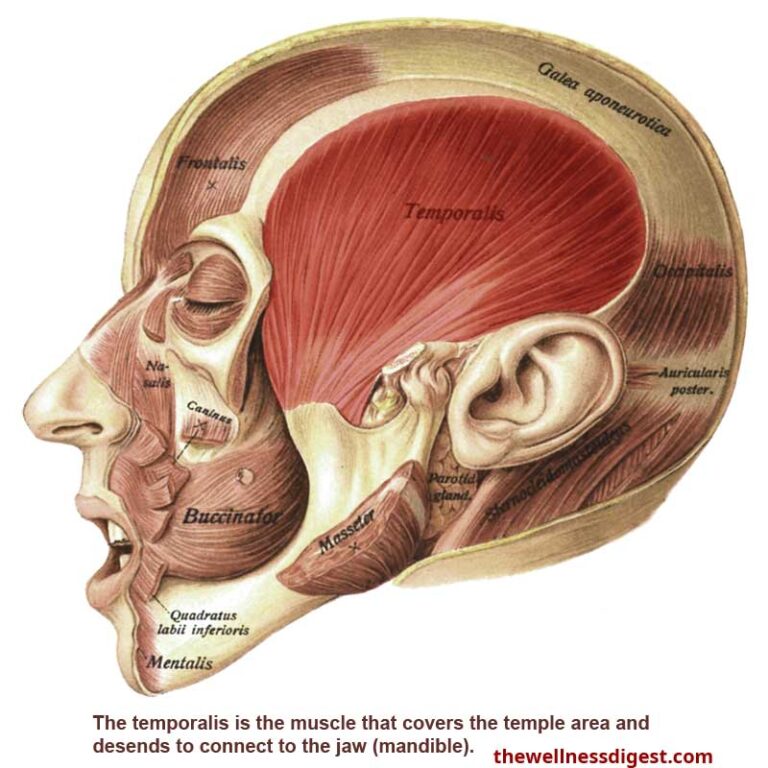 Galea aponeurotica
Frontalis
Temporalis
Occipitalis
Na-
salis
Auricularis
poster.
Caninus
Parotid
gland.
Sternocleidomastoideus
Buccinator
Masseter
Quadratus
labii inferioris
Mentalis
The temporalis is the muscle that covers the temple area and
desends to connect to the jaw (mandible).
thewellnessdigest.com